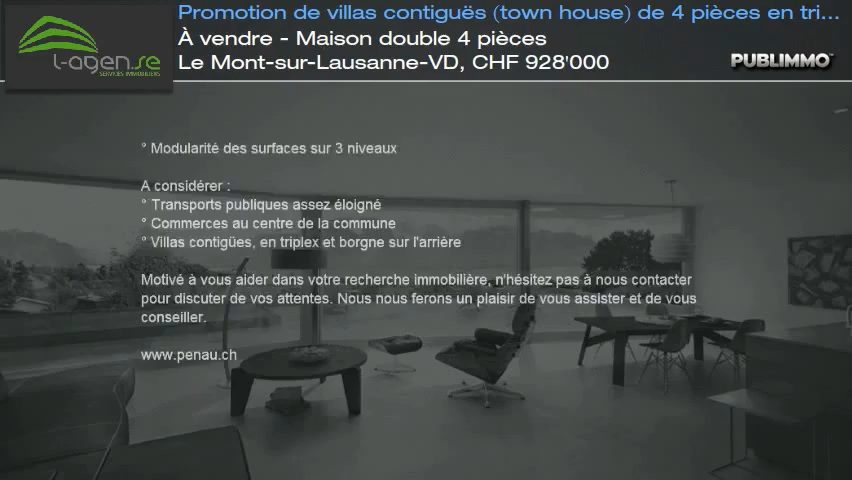 Promotion de villas contiguës (town house) de 4 pièces en tri...
À vendre - Maison double 4 pièces
Le Mont-sur-Lausanne-VD, CHF 928'000
l-agen.se
SERVICES IMMOBILIERS
PUBLIMMO
° Modularité des surfaces sur 3 niveaux
A considérer :
° Transports publiques assez éloigné
° Commerces au centre de la commune
° Villas contigües, en triplex et borgne sur l'arrière
Motivé à vous aider dans votre recherche immobilière, n'hésitez pas à nous contacter
pour discuter de vos attentes. Nous nous ferons un plaisir de vous assister et de vous
conseiller.
www.penau.ch